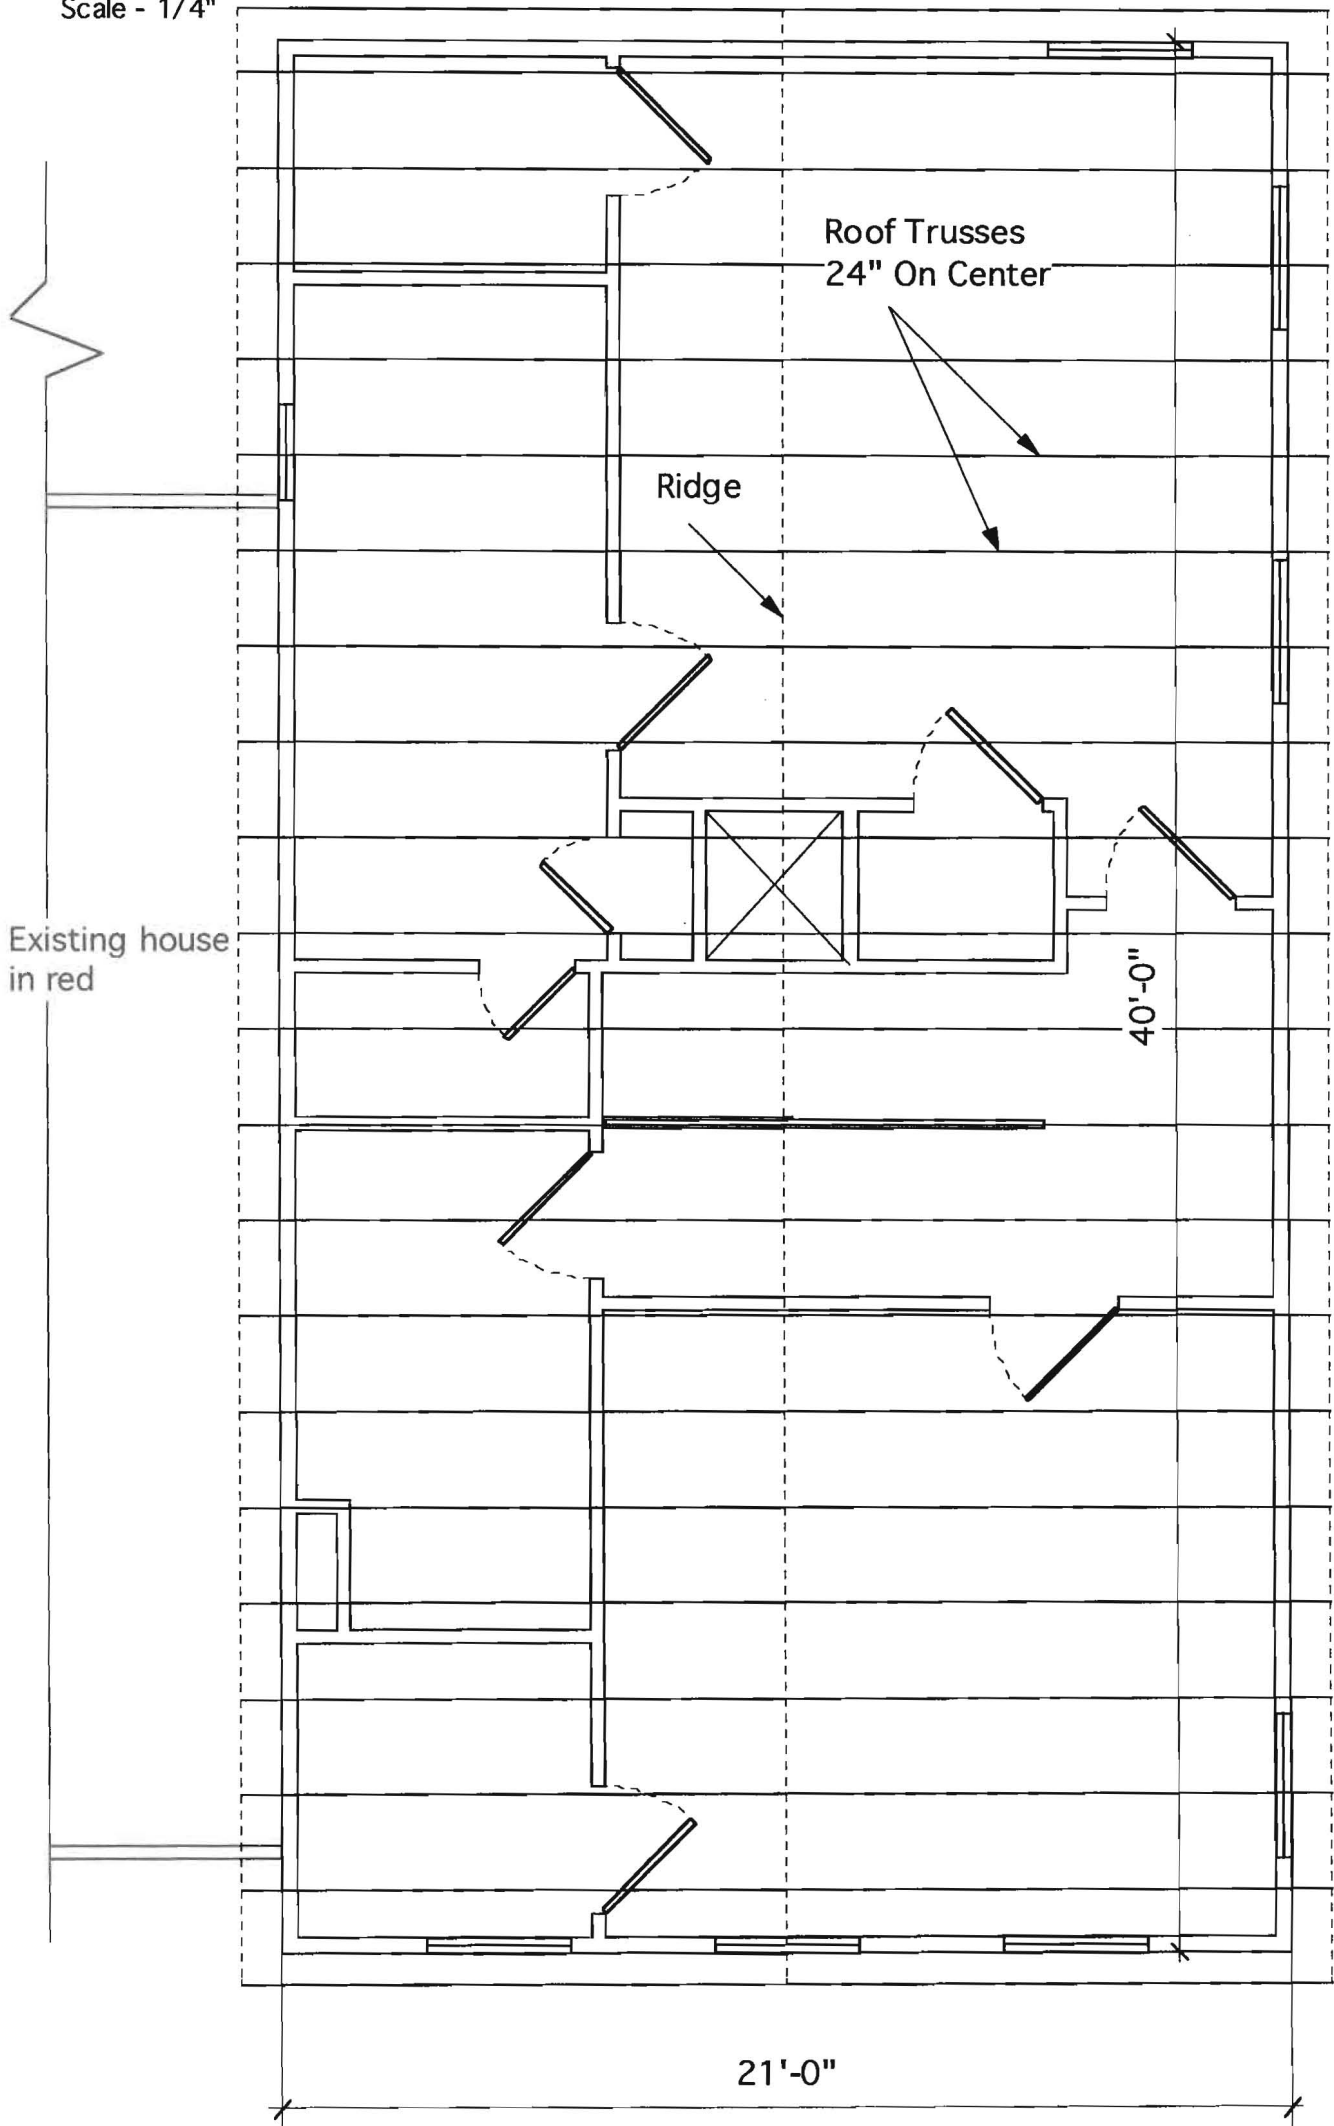 Scale - 1/4"
Roof Trusses
24" On Center
Ridge
Existing house
in red
40'-0"
21'-0"